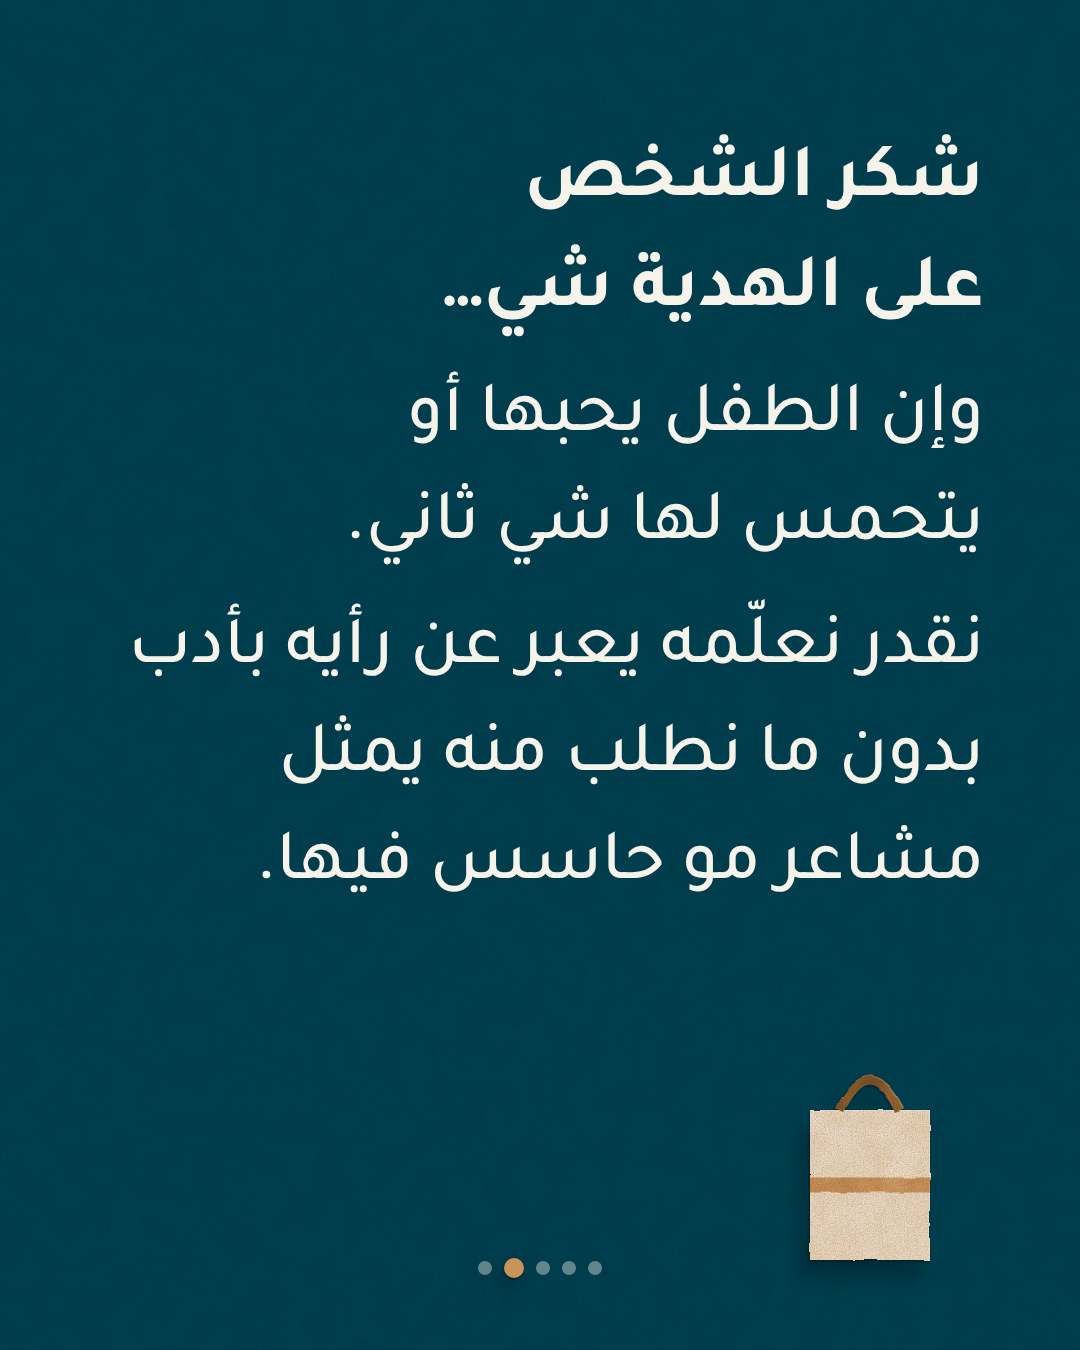 شكر الشخص
على الهدية شي...
وإن الطفل يحبها أو
يتحمس لها شي ثاني.
نقدر نعلّمه يعبر عن رأيه بأدب
بدون ما نطلب منه يمثل
مشاعر مو حاسس فيها.